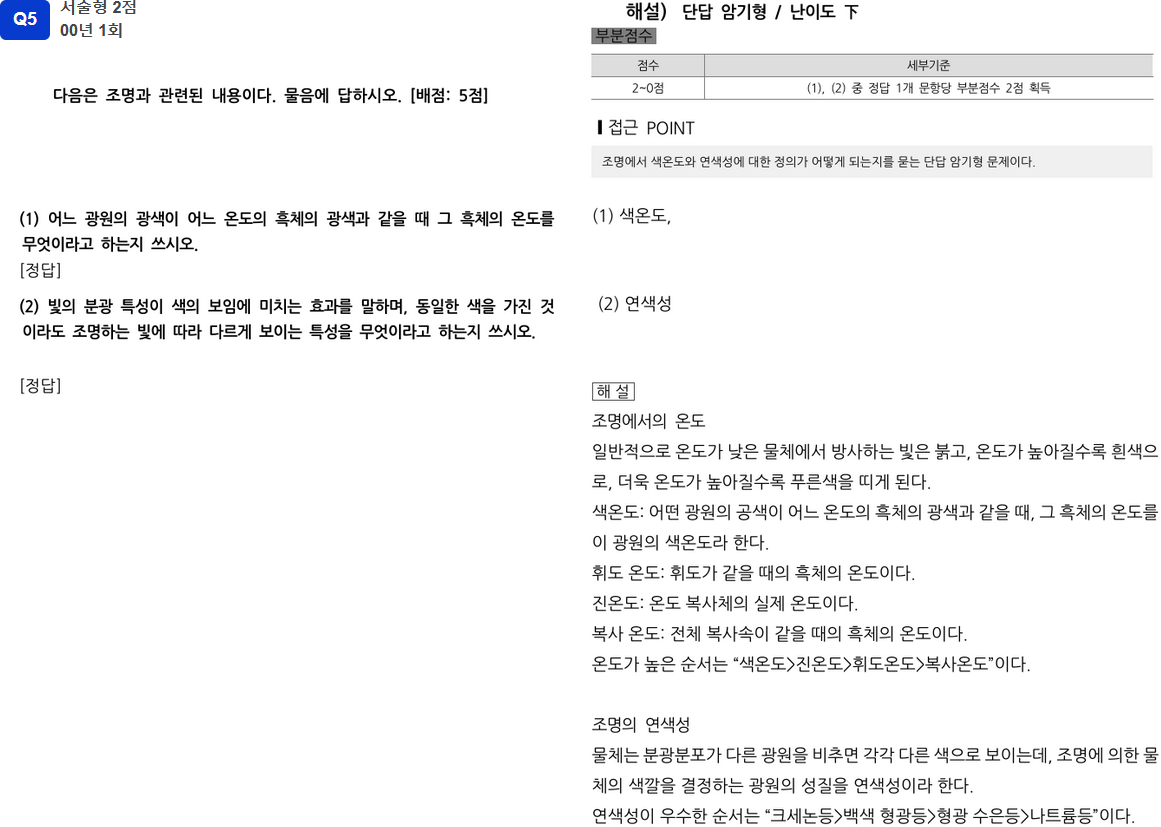 Q5
서술형 2점
00년 1회
다음은 조명과 관련된 내용이다. 물음에 답하시오. [배점: 5점]
(1) 어느 광원의 광색이 어느 온도의 흑체의 광색과 같을 때 그 흑체의 온도를
무엇이라고 하는지 쓰시오.
[정답]
(2) 빛의 분광 특성이 색의 보임에 미치는 효과를 말하며, 동일한 색을 가진 것
이라도 조명하는 빛에 따라 다르게 보이는 특성을 무엇이라고 하는지 쓰시오.
[정답]
해설) 단답 암기형 / 난이도 下
부분점수
점수 세부기준
2~0점 (1), (2) 중 정답 1개 문항당 부분점수 2점 획득
접근 POINT
조명에서 색온도와 연색성에 대한 정의가 어떻게 되는지를 묻는 단답 암기형 문제이다.
(1) 색온도,
(2) 연색성
해 설
조명에서의 온도
일반적으로 온도가 낮은 물체에서 방사하는 빛은 붉고, 온도가 높아질수록 흰색으
로, 더욱 온도가 높아질수록 푸른색을 띠게 된다.
색온도: 어떤 광원의 공색이 어느 온도의 흑체의 광색과 같을 때, 그 흑체의 온도를
이 광원의 색온도라 한다.
휘도 온도: 휘도가 같을 때의 흑체의 온도이다.
진온도: 온도 복사체의 실제 온도이다.
복사 온도: 전체 복사속이 같을 때의 흑체의 온도이다.
온도가 높은 순서는 “색온도>진온도>휘도온도>복사온도”이다.
조명의 연색성
물체는 분광분포가 다른 광원을 비추면 각각 다른 색으로 보이는데, 조명에 의한 물
체의 색깔을 결정하는 광원의 성질을 연색성이라 한다.
연색성이 우수한 순서는 “크세논등>백색 형광등>형광 수은등>나트륨등”이다.